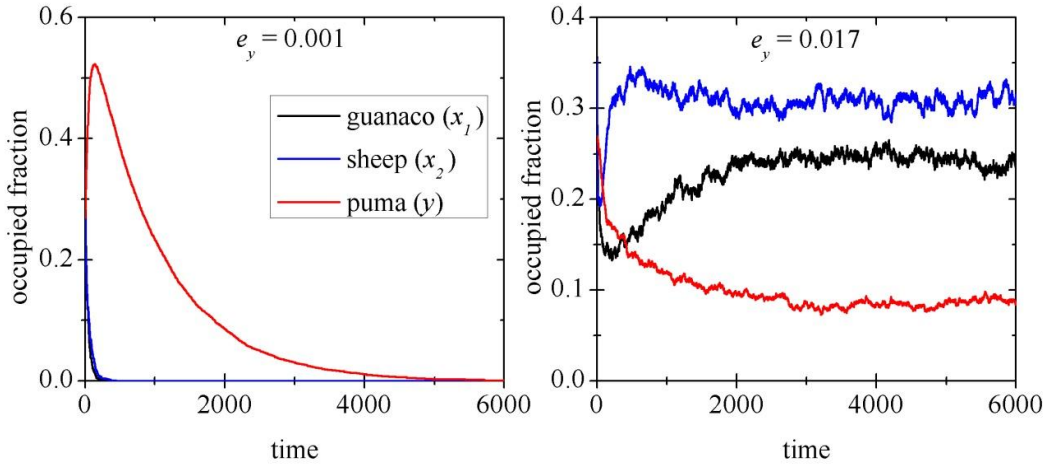 e_y = 0.001
guanaco (x_1)
sheep (x_2)
puma (y)
0.6
0.4
0.2
0.0
occupied fraction
0
2000
4000
6000
time
e_y = 0.017
0.4
0.3
0.2
0.1
0.0
occupied fraction
0
2000
4000
6000
time